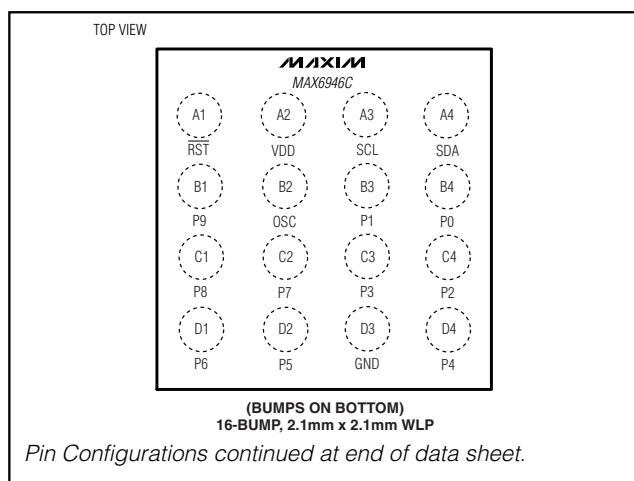 TOP VIEW
MAXIM
MAX6946C
A1 A2 A3 A4
RST VDD SCL SDA
B1 B2 B3 B4
P9 OSC P1 P0
C1 C2 C3 C4
P8 P7 P3 P2
D1 D2 D3 D4
P6 P5 GND P4
(BUMPS ON BOTTOM)
16-BUMP, 2.1mm x 2.1mm WLP
Pin Configurations continued at end of data sheet.